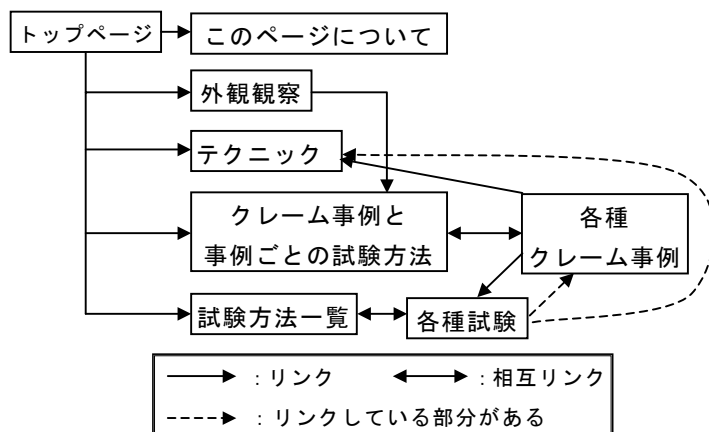 トップページ
このページについて
外観観察
テクニック
クレーム事例と
事例ごとの試験方法
各種
クレーム事例
試験方法一覧
各種試験
：リンク
：相互リンク
：リンクしている部分がある